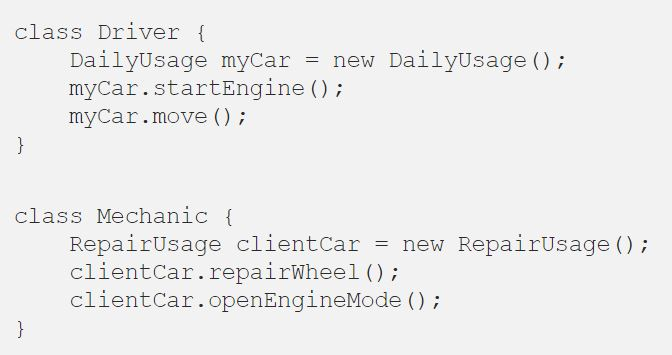 class Driver {
    DailyUsage myCar = new DailyUsage();
    myCar.startEngine();
    myCar.move();
}
class Mechanic {
    RepairUsage clientCar = new RepairUsage();
    clientCar.repairWheel();
    clientCar.openEngineMode();
}